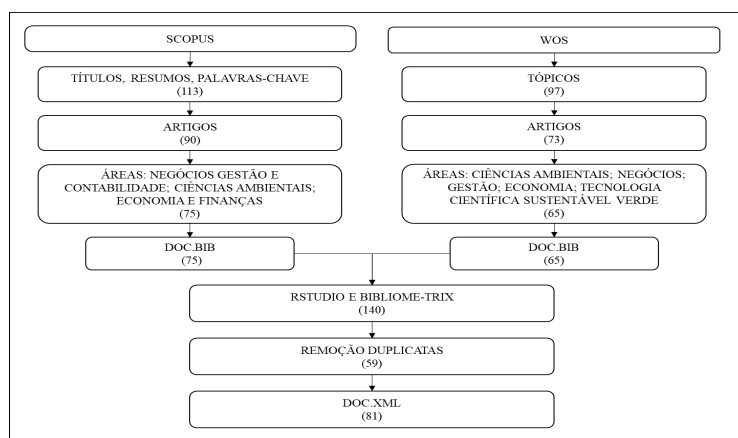 SCOPUS
TÍTULOS, RESUMOS, PALAVRAS-CHAVE
(113)
ARTIGOS
(90)
ÁREAS: NEGÓCIOS GESTÃO E
CONTABILIDADE; CIÊNCIAS AMBIENTAIS;
ECONOMIA E FINANÇAS
(75)
DOC.BIB
(75)
WOS
TÓPICOS
(97)
ARTIGOS
(73)
ÁREAS: CIÊNCIAS AMBIENTAIS; NEGÓCIOS;
GESTÃO; ECONOMIA; TECNOLOGIA
CIENTÍFICA SUSTENTÁVEL VERDE
(65)
DOC.BIB
(65)
RSTUDIO E BIBLIOME-TRIX
(140)
REMOÇÃO DUPLICATAS
(59)
DOC.XML
(81)